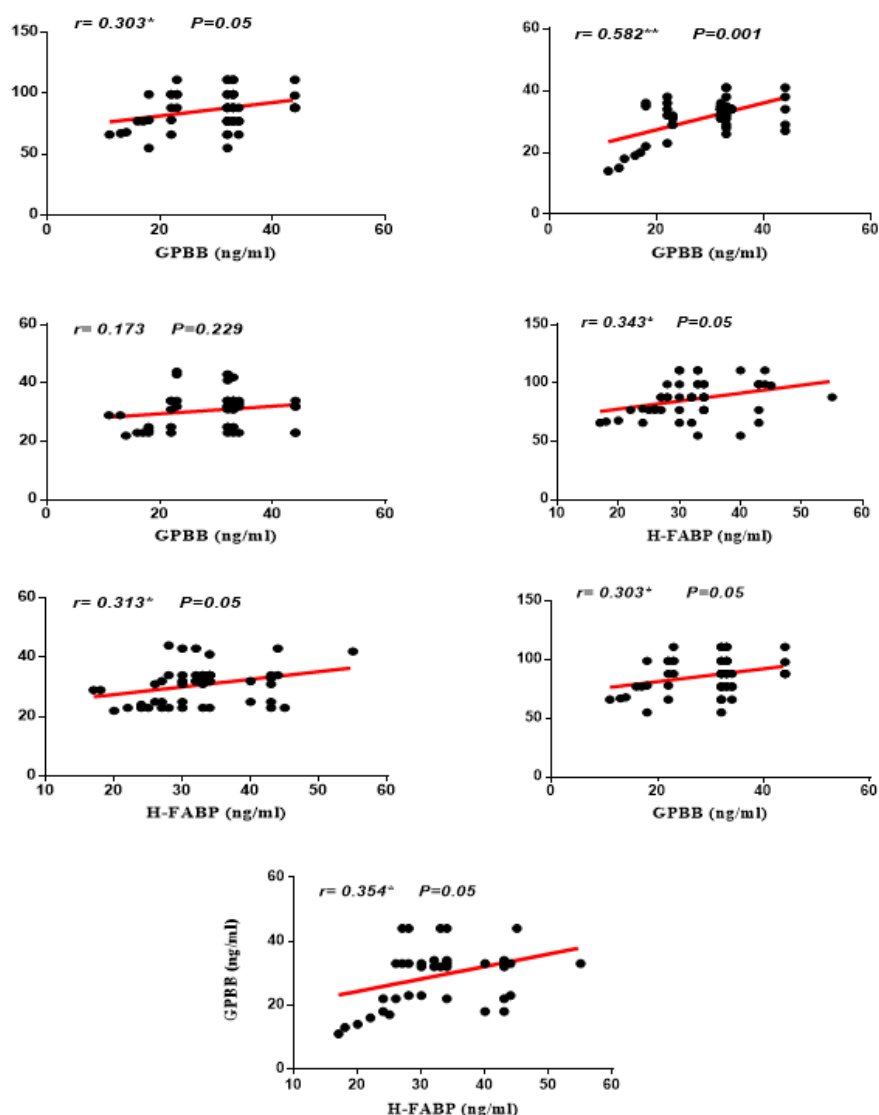 r= 0.303* P=0.05
150
100
50
0
0 20 40 60
GPBB (ng/ml)
r= 0.582** P=0.001
60
40
20
0
0 20 40 60
GPBB (ng/ml)
r= 0.173 P=0.229
60
40
20
0
0 20 40 60
GPBB (ng/ml)
r= 0.343* P=0.05
150
100
50
0
10 20 30 40 50 60
H-FABP (ng/ml)
r= 0.313* P=0.05
60
40
20
0
10 20 30 40 50 60
H-FABP (ng/ml)
r= 0.303* P=0.05
150
100
50
0
0 20 40 60
GPBB (ng/ml)
r= 0.354* P=0.05
GPBB (ng/ml)
60
40
20
0
10 20 30 40 50 60
H-FABP (ng/ml)